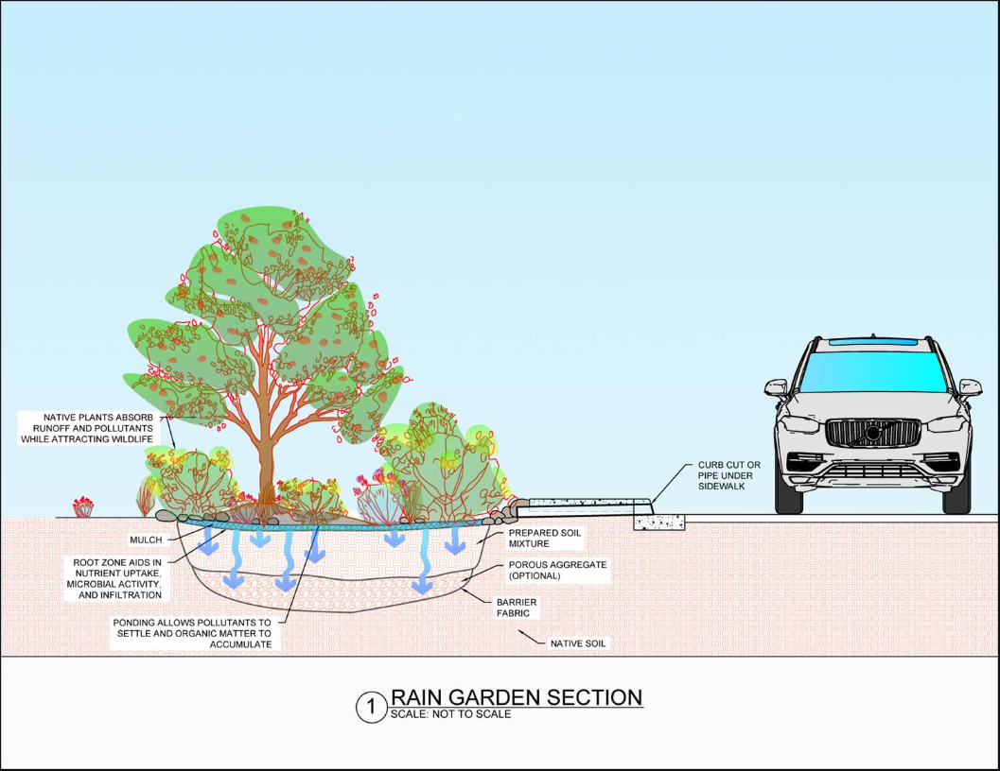 NATIVE PLANTS ABSORB
RUNOFF AND POLLUTANTS
WHILE ATTRACTING WILDLIFE
CURB CUT OR
PIPE UNDER
SIDEWALK
MULCH
PREPARED SOIL
MIXTURE
ROOT ZONE AIDS IN
NUTRIENT UPTAKE,
MICROBIAL ACTIVITY,
AND INFILTRATION
POROUS AGGREGATE
(OPTIONAL)
BARRIER
FABRIC
PONDING ALLOWS POLLUTANTS TO
SETTLE AND ORGANIC MATTER TO
ACCUMULATE
NATIVE SOIL
1
RAIN GARDEN SECTION
SCALE: NOT TO SCALE